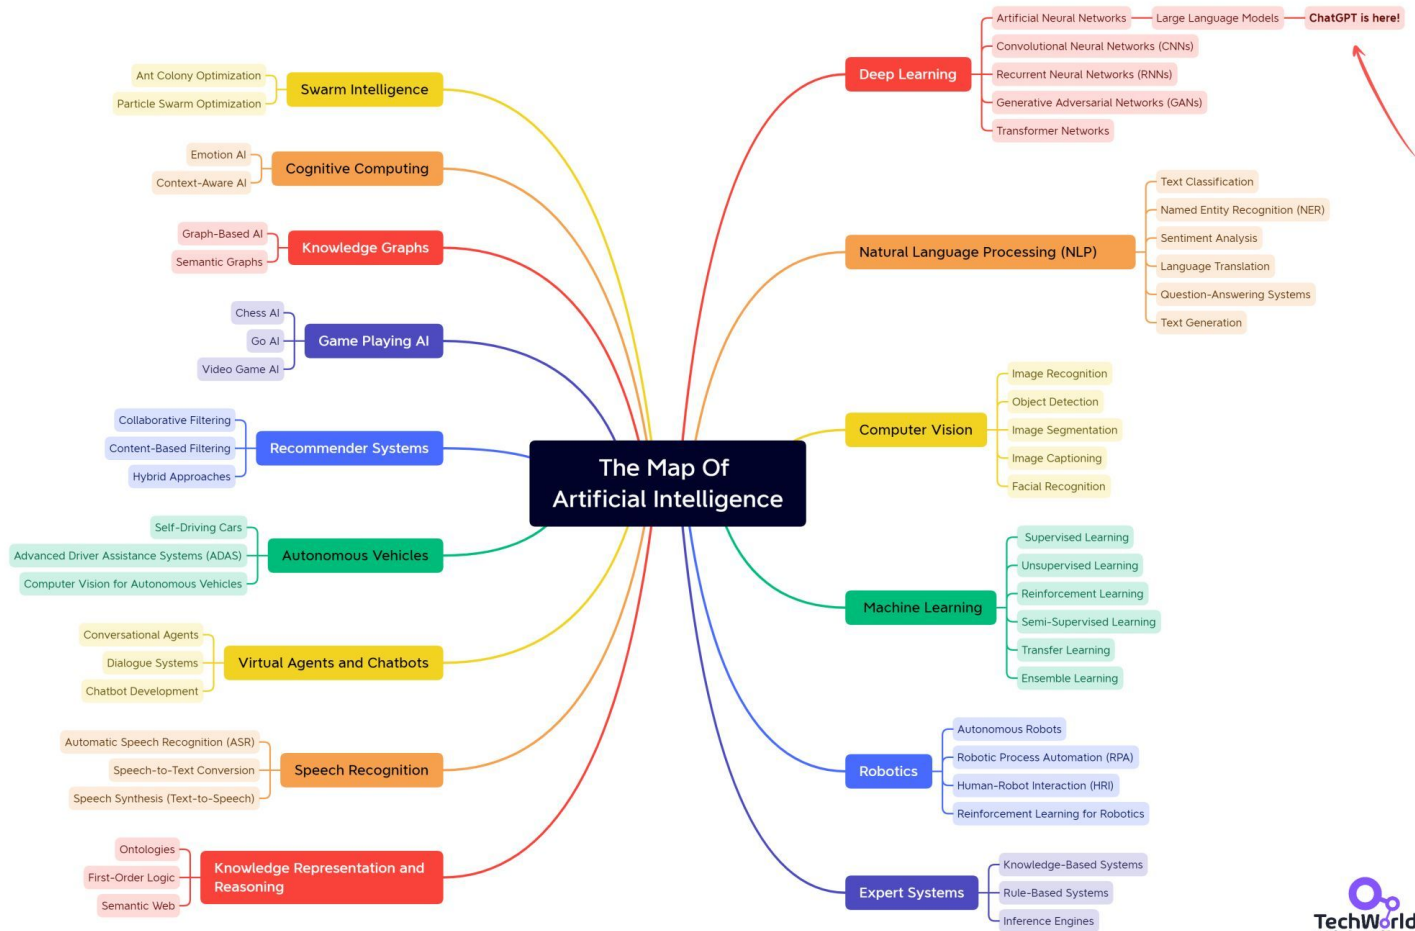 The Map Of
Artificial Intelligence
Deep Learning
Artificial Neural Networks
Large Language Models
ChatGPT is here!
Convolutional Neural Networks (CNNs)
Recurrent Neural Networks (RNNs)
Generative Adversarial Networks (GANs)
Transformer Networks
Natural Language Processing (NLP)
Text Classification
Named Entity Recognition (NER)
Sentiment Analysis
Language Translation
Question-Answering Systems
Text Generation
Computer Vision
Image Recognition
Object Detection
Image Segmentation
Image Captioning
Facial Recognition
Machine Learning
Supervised Learning
Unsupervised Learning
Reinforcement Learning
Semi-Supervised Learning
Transfer Learning
Ensemble Learning
Robotics
Autonomous Robots
Robotic Process Automation (RPA)
Human-Robot Interaction (HRI)
Reinforcement Learning for Robotics
Expert Systems
Knowledge-Based Systems
Rule-Based Systems
Inference Engines
Swarm Intelligence
Ant Colony Optimization
Particle Swarm Optimization
Cognitive Computing
Emotion AI
Context-Aware AI
Knowledge Graphs
Graph-Based AI
Semantic Graphs
Game Playing AI
Chess AI
Go AI
Video Game AI
Recommender Systems
Collaborative Filtering
Content-Based Filtering
Hybrid Approaches
Autonomous Vehicles
Self-Driving Cars
Advanced Driver Assistance Systems (ADAS)
Computer Vision for Autonomous Vehicles
Virtual Agents and Chatbots
Conversational Agents
Dialogue Systems
Chatbot Development
Speech Recognition
Automatic Speech Recognition (ASR)
Speech-to-Text Conversion
Speech Synthesis (Text-to-Speech)
Knowledge Representation and
Reasoning
Ontologies
First-Order Logic
Semantic Web
TechWorld